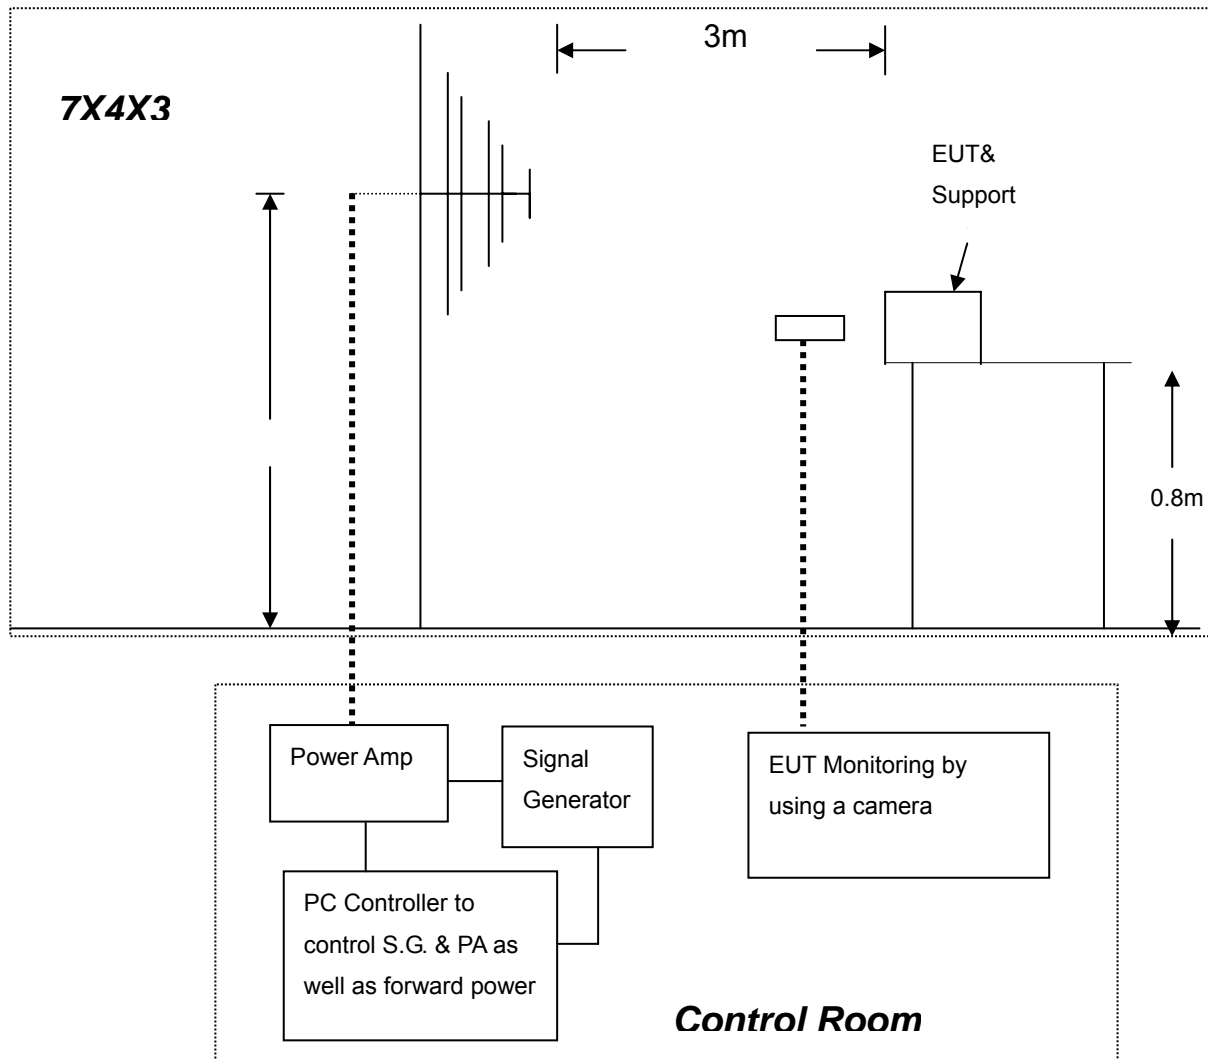 3m
7X4X3
EUT&
Support
0.8m
Power Amp
Signal
Generator
EUT Monitoring by
using a camera
PC Controller to
control S.G. & PA as
well as forward power
Control Room